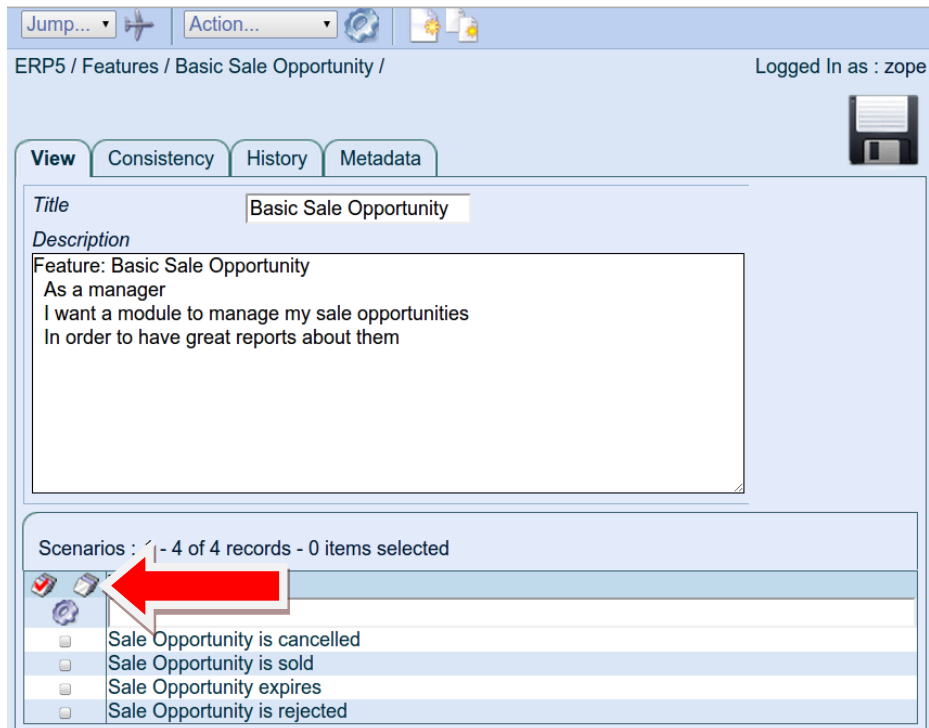 Jump... Action...
ERP5 / Features / Basic Sale Opportunity / Logged In as : zope
View Consistency History Metadata
Title Basic Sale Opportunity
Description
Feature: Basic Sale Opportunity
As a manager
I want a module to manage my sale opportunities
In order to have great reports about them
Scenarios : - 4 of 4 records - 0 items selected
Sale Opportunity is cancelled
Sale Opportunity is sold
Sale Opportunity expires
Sale Opportunity is rejected